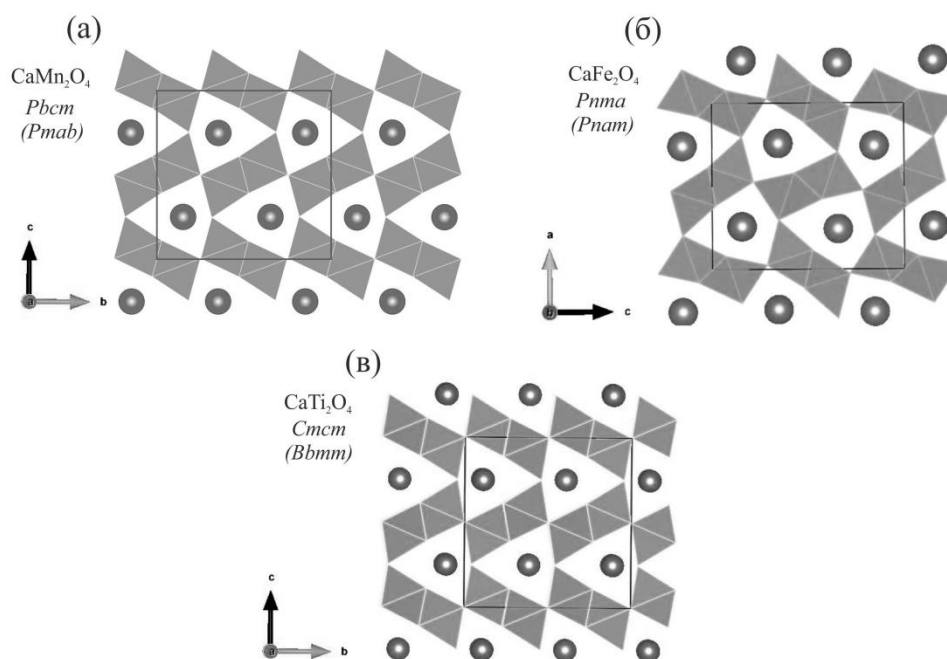 (а)
CaMn₂O₄
Pbcm
(Pmab)
c
a
b
(б)
CaFe₂O₄
Pnma
(Pnam)
a
b
c
(в)
CaTi₂O₄
Cmcm
(Bbmm)
c
a
b